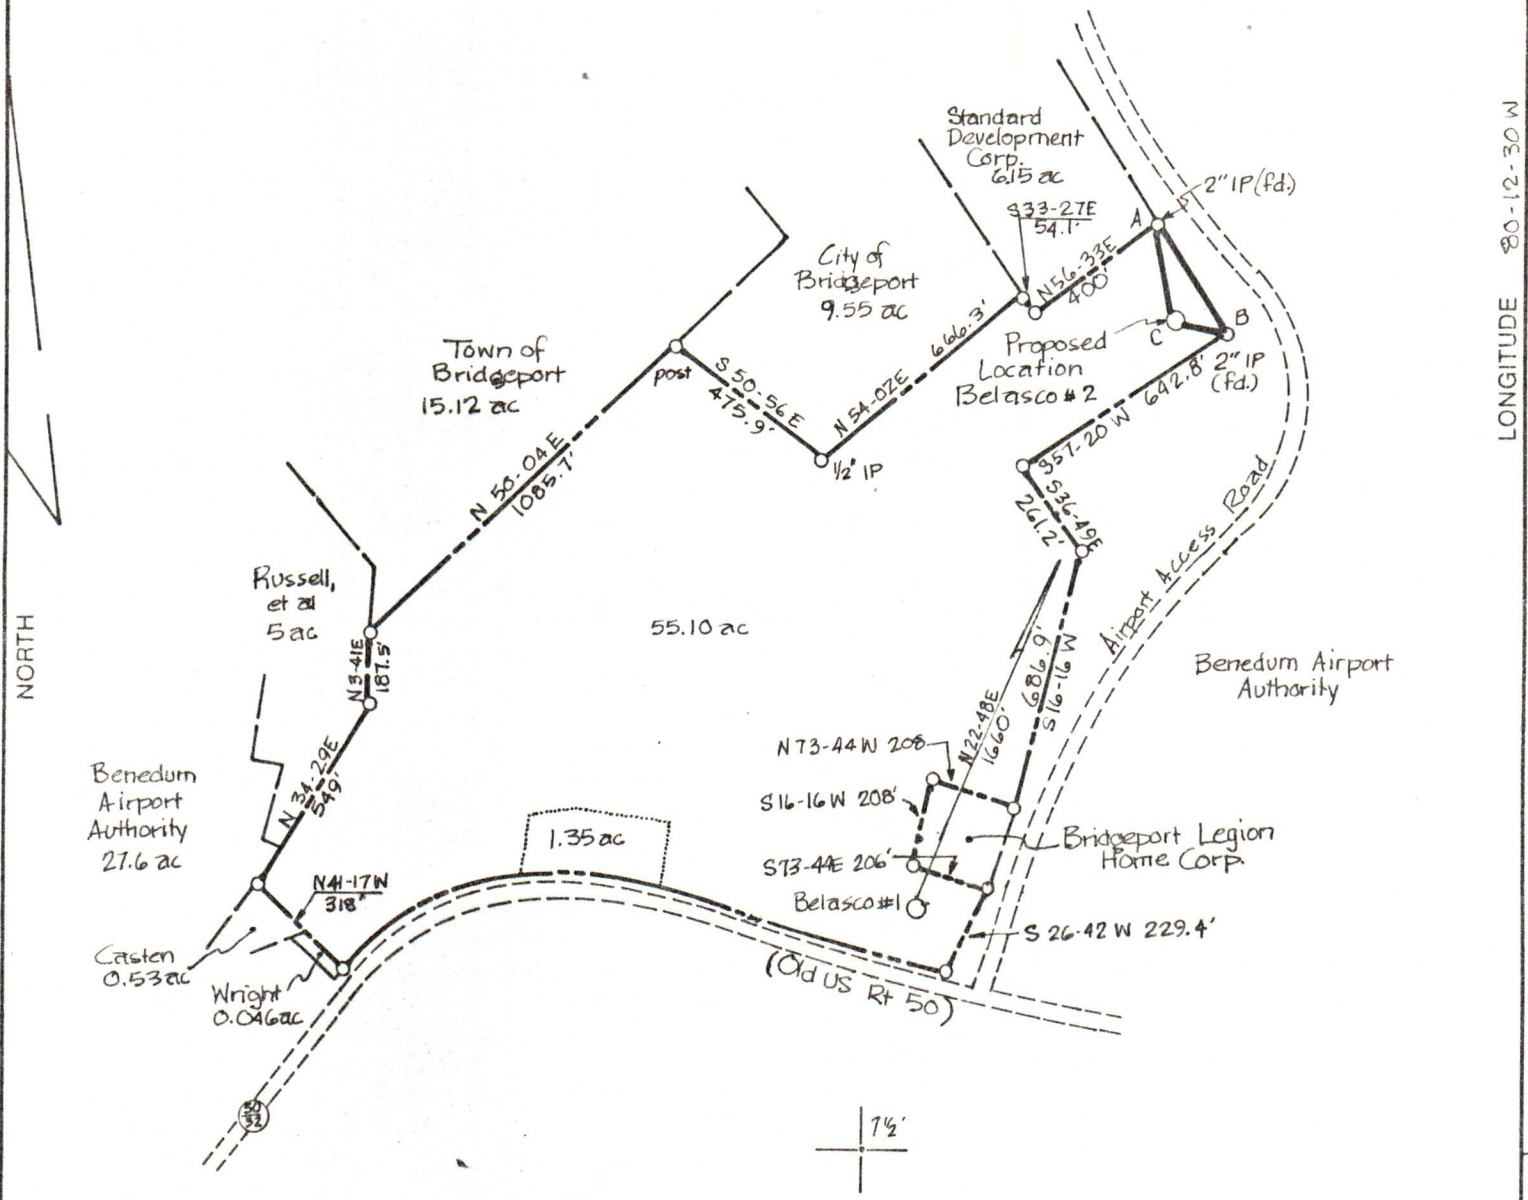 Standard
Development
Corp.
6.15 ac
S33-27E
54.1'
2" IP (fd.)
A
N56-33E
400'
City of
Bridgeport
9.55 ac
666.3'
N 54-02E
Proposed
Location
Belasco #2
C
B
2" IP
(fd.)
S57-20 W 692.8'
LONGITUDE 80-12-30 W
Town of
Bridgeport
15.12 ac
post
S 50-56 E
475.9'
1/2" IP
N 50-04 E
1085.7'
S36-49E
261.2'
Airport Access Road
Russell,
et al
5 ac
N3-41E
187.5'
55.10 ac
NORTH
686.9'
S16-16 W
N22-48E
1660'
Benedum Airport
Authority
N 34-29E
549'
Benedum
Airport
Authority
27.6 ac
N 73-44 W 208
S16-16 W 208'
S73-44E 206'
Belasco #1
Bridgeport Legion
Home Corp.
1.35 ac
N41-17W
318'
S 26-42 W 229.4'
Casten
0.53 ac
Wright
0.046 ac
(Old US Rt 50)
50
32
7 1/2'